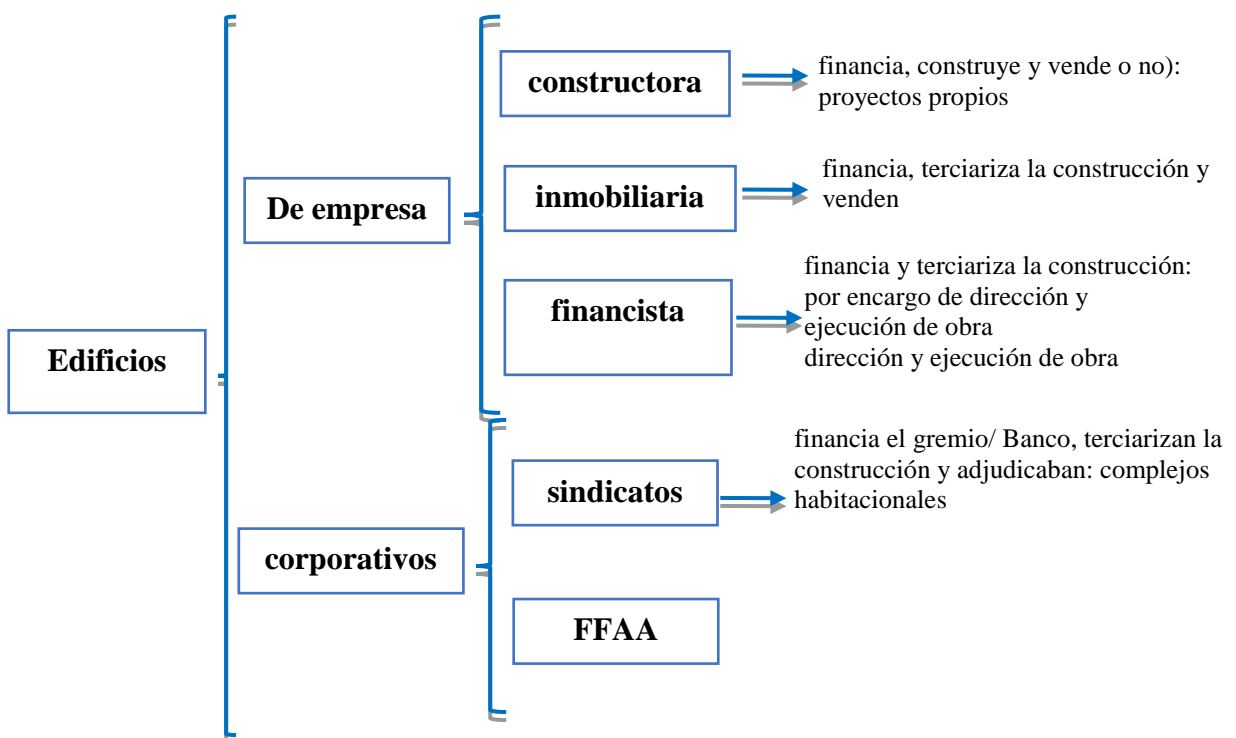 Edificios
De empresa
constructora
financia, construye y vende o no):
proyectos propios
inmobiliaria
financia, terciariza la construcción y
venden
financista
financia y terciariza la construcción:
por encargo de dirección y
ejecución de obra
dirección y ejecución de obra
corporativos
sindicatos
financia el gremio/ Banco, terciarizan la
construcción y adjudicaban: complejos
habitacionales
FFAA